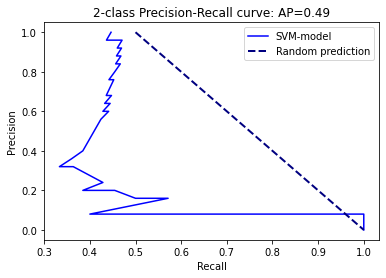 2-class Precision-Recall curve: AP=0.49
SVM-model
Random prediction
Precision
1.0
0.8
0.6
0.4
0.2
0.0
0.3 0.4 0.5 0.6 0.7 0.8 0.9 1.0
Recall